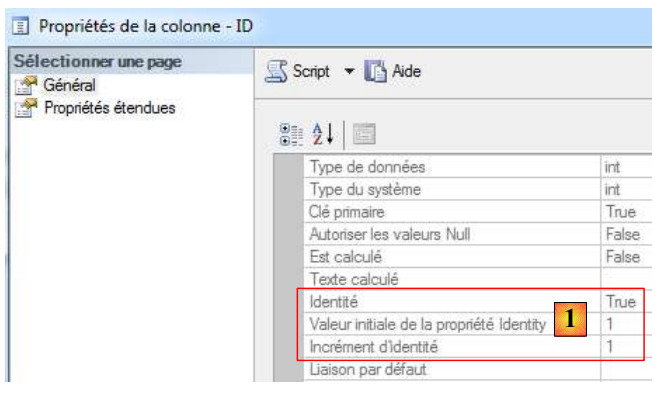 Propriétés de la colonne - ID
Sélectionner une page
Général
Propriétés étendues
Script Aide
Type de données int
Type du système int
Clé primaire True
Autoriser les valeurs Null False
Est calculé False
Texte calculé
Identité True
Valeur initiale de la propriété Identity 1 1
Incrément d'identité 1
Liaison par défaut